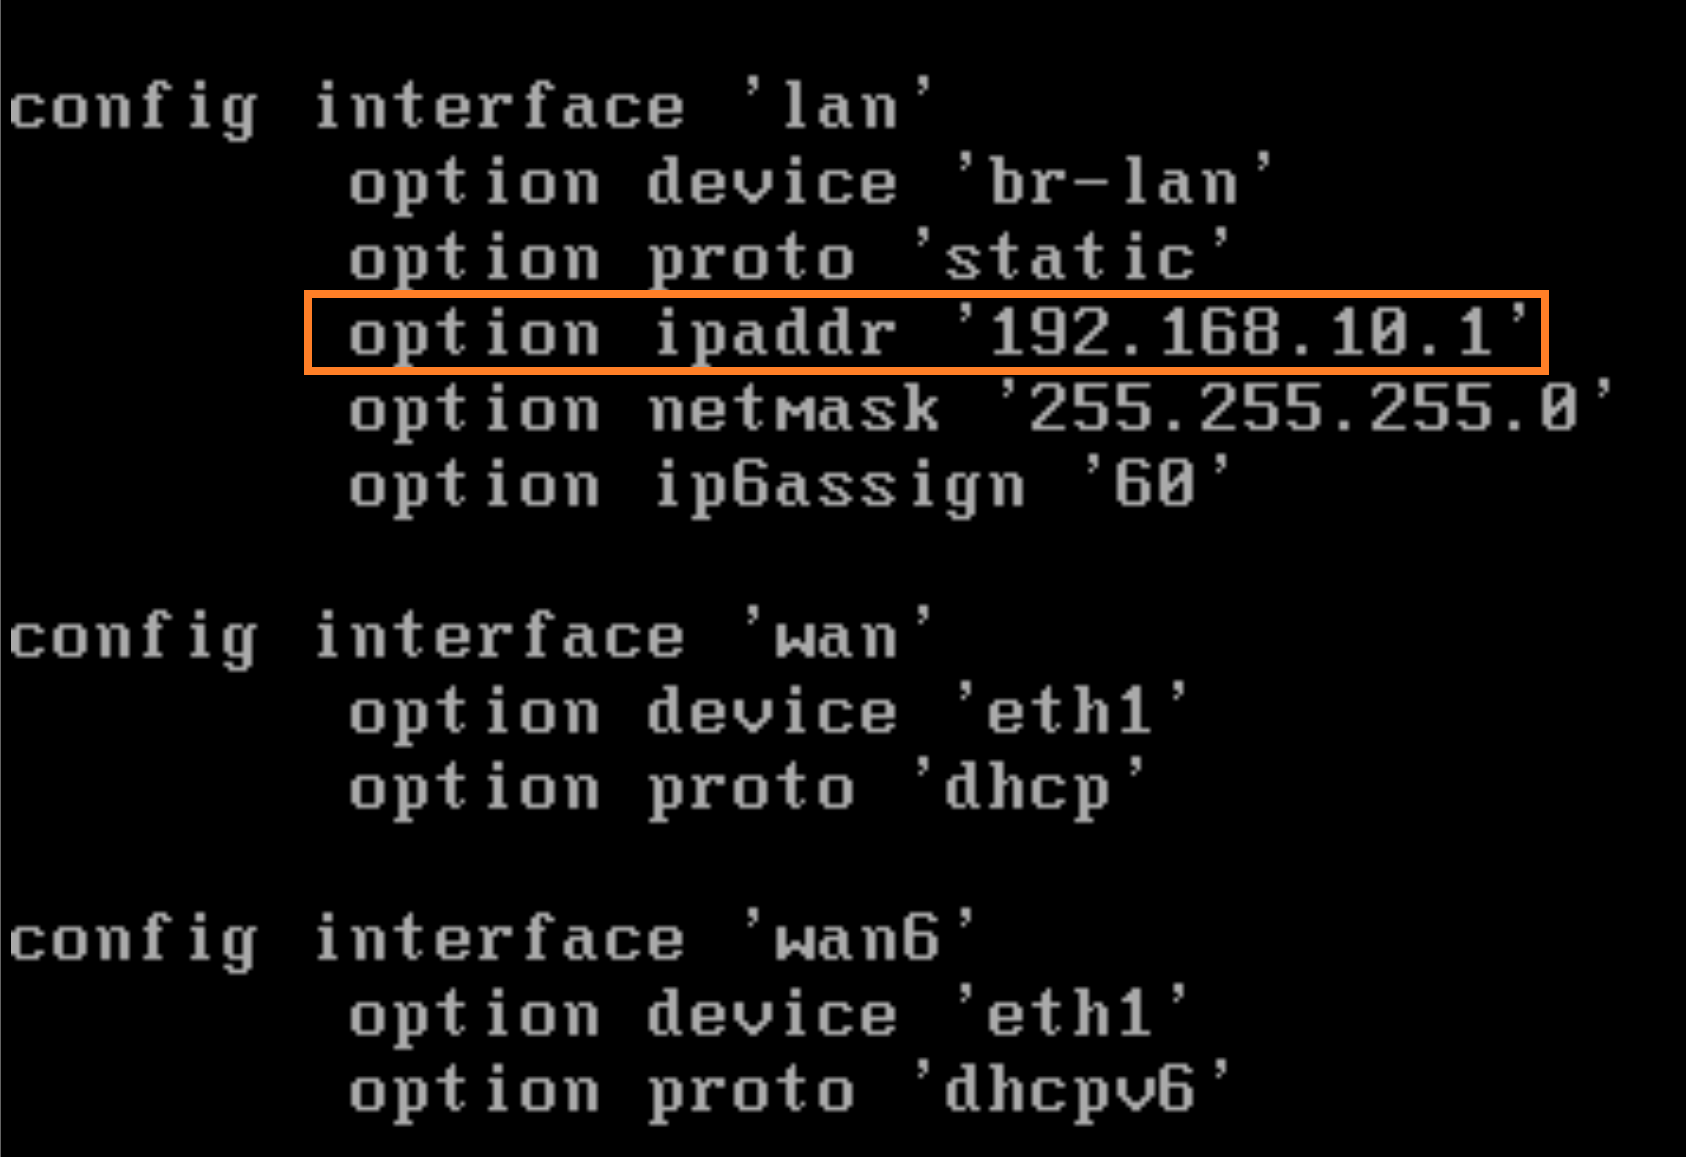 config interface 'lan'
option device 'br-lan'
option proto 'static'
option ipaddr '192.168.10.1'
option netmask '255.255.255.0'
option ip6assign '60'
config interface 'wan'
option device 'eth1'
option proto 'dhcp'
config interface 'wan6'
option device 'eth1'
option proto 'dhcpv6'